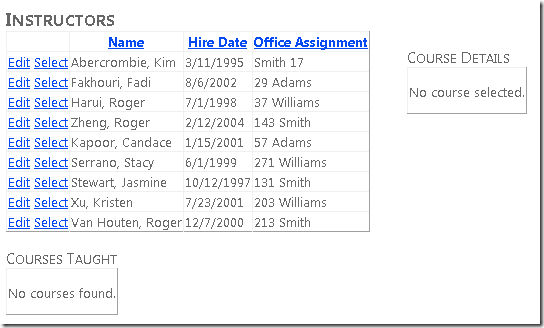 INSTRUCTORS
Name Hire Date Office Assignment
Edit Select Abercrombie, Kim 3/11/1995 Smith 17
Edit Select Fakhouri, Fadi 8/6/2002 29 Adams
Edit Select Harui, Roger 7/1/1998 37 Williams
Edit Select Zheng, Roger 2/12/2004 143 Smith
Edit Select Kapoor, Candace 1/15/2001 57 Adams
Edit Select Serrano, Stacy 6/1/1999 271 Williams
Edit Select Stewart, Jasmine 10/12/1997 131 Smith
Edit Select Xu, Kristen 7/23/2001 203 Williams
Edit Select Van Houten, Roger 12/7/2000 213 Smith
COURSE DETAILS
No course selected.
COURSES TAUGHT
No courses found.